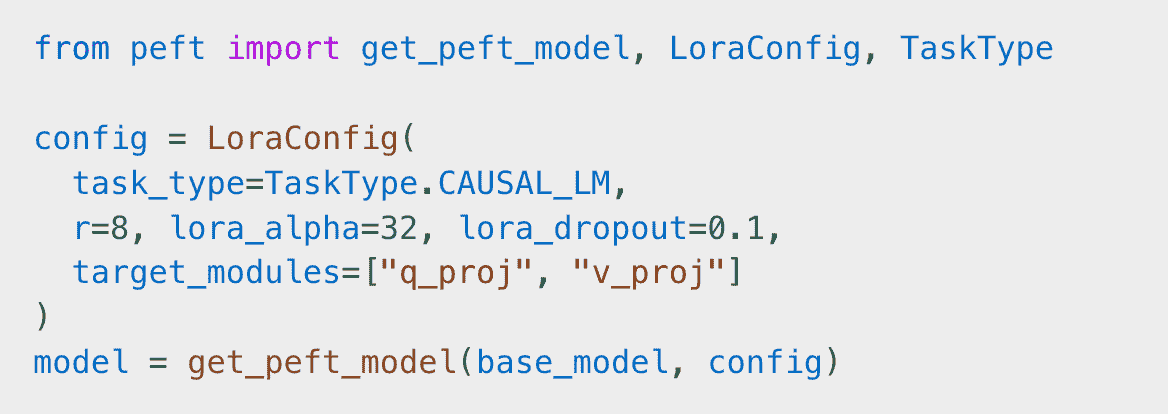 from peft import get_peft_model, LoraConfig, TaskType

config = LoraConfig(
  task_type=TaskType.CAUSAL_LM,
  r=8, lora_alpha=32, lora_dropout=0.1,
  target_modules=["q_proj", "v_proj"]
)
model = get_peft_model(base_model, config)